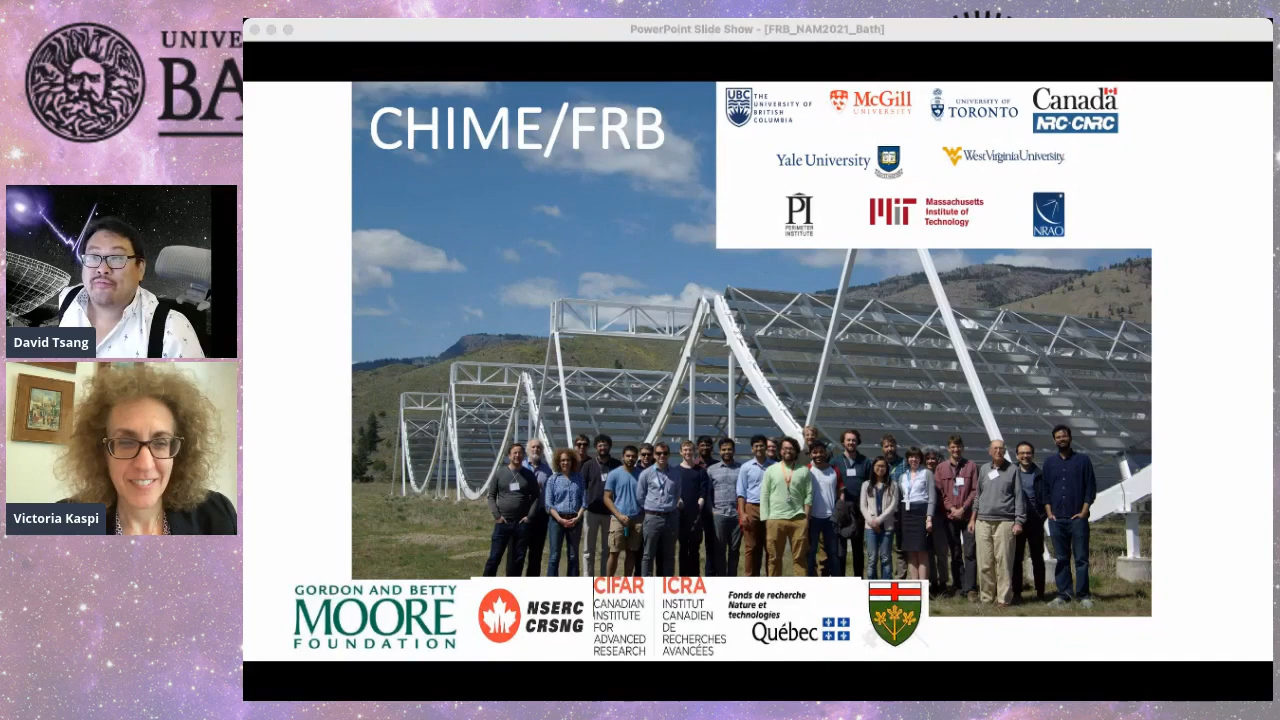 UNIVE
BA
PowerPoint Slide Show - [FRB_NAM2021_Bath]
CHIME/FRB
UBC
THE
UNIVERSITY OF
BRITISH
COLUMBIA
McGill
UNIVERSITY
UNIVERSITY OF
TORONTO
Canada
NRC-CNRC
Yale University
WestVirginiaUniversity.
PI
PERIMETER
INSTITUTE
MIT
Massachusetts
Institute of
Technology
NRAO
David Tsang
Victoria Kaspi
GORDON AND BETTY
MOORE
FOUNDATION
NSERC
CRSNG
CIFAR
CANADIAN
INSTITUTE
FOR
ADVANCED
RESEARCH
ICRA
INSTITUT
CANADIEN
DE
RECHERCHES
AVANCÉES
Fonds de recherche
Nature et
technologies
Québec